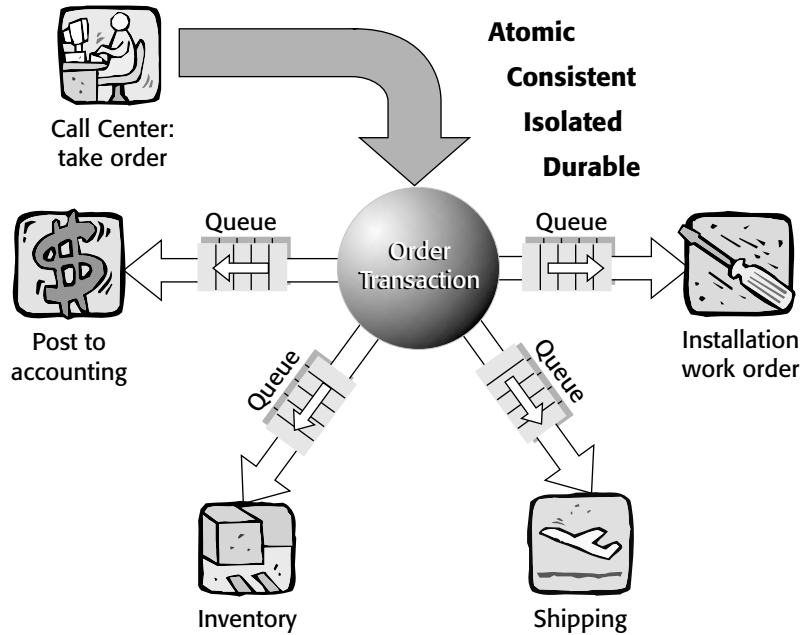 Atomic
Consistent
Isolated
Durable
Call Center:
take order
Queue
Queue
Order
Transaction
Post to
accounting
Installation
work order
Queue
Queue
Inventory
Shipping